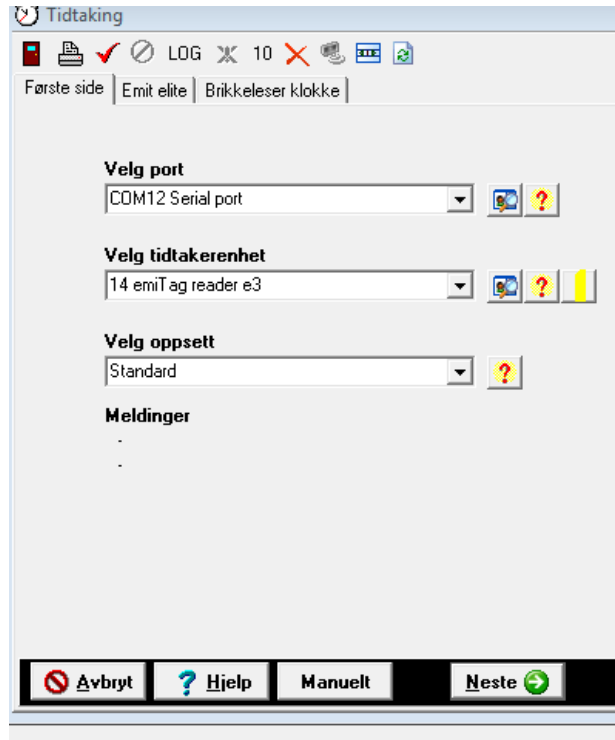 Tidtaking
LOG 10
Første side Emit elite Brikkeleser klokke
Velg port
COM12 Serial port
Velg tidtakerenhet
14 emiTag reader e3
Velg oppsett
Standard
Meldinger
-
-
Avbryt Hjelp Manuelt Neste